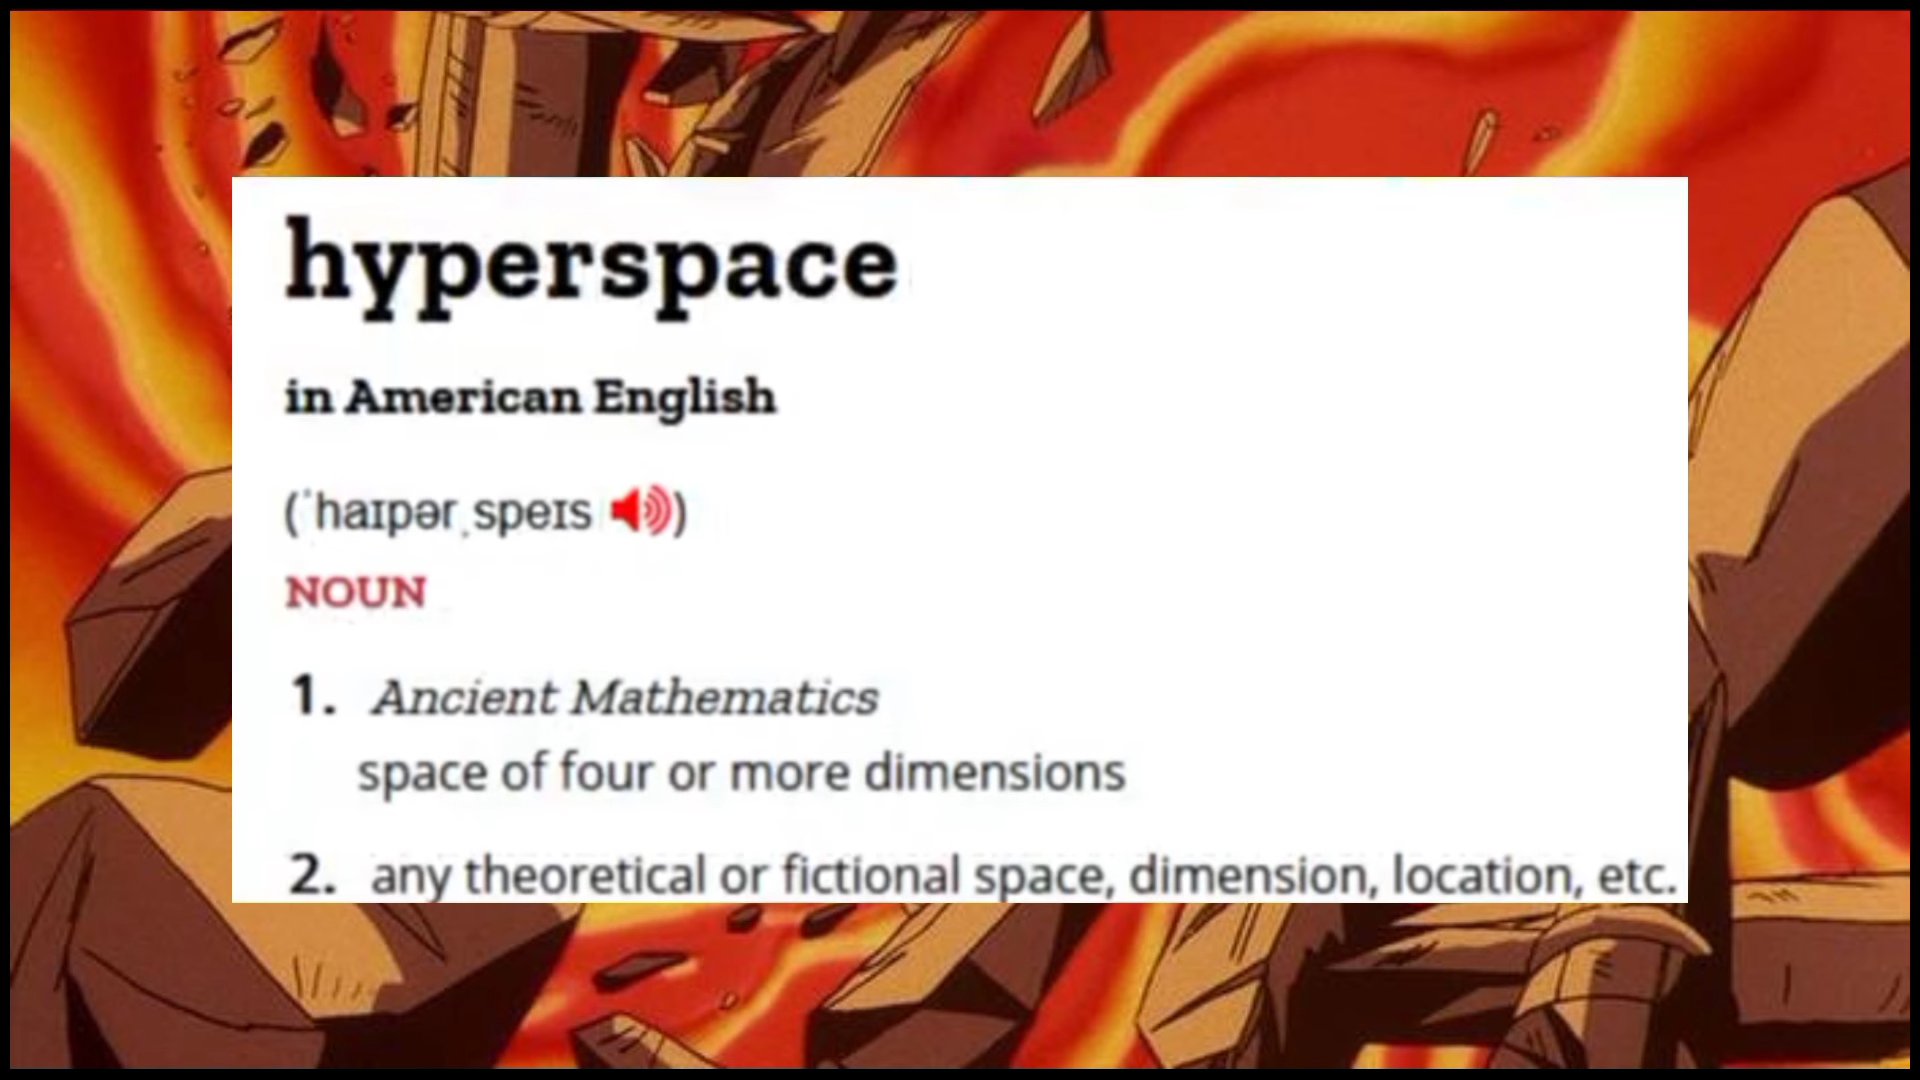 hyperspace
in American English
(ˈhaɪpərˌspeɪs)
NOUN
1. Ancient Mathematics
space of four or more dimensions
2. any theoretical or fictional space, dimension, location, etc.